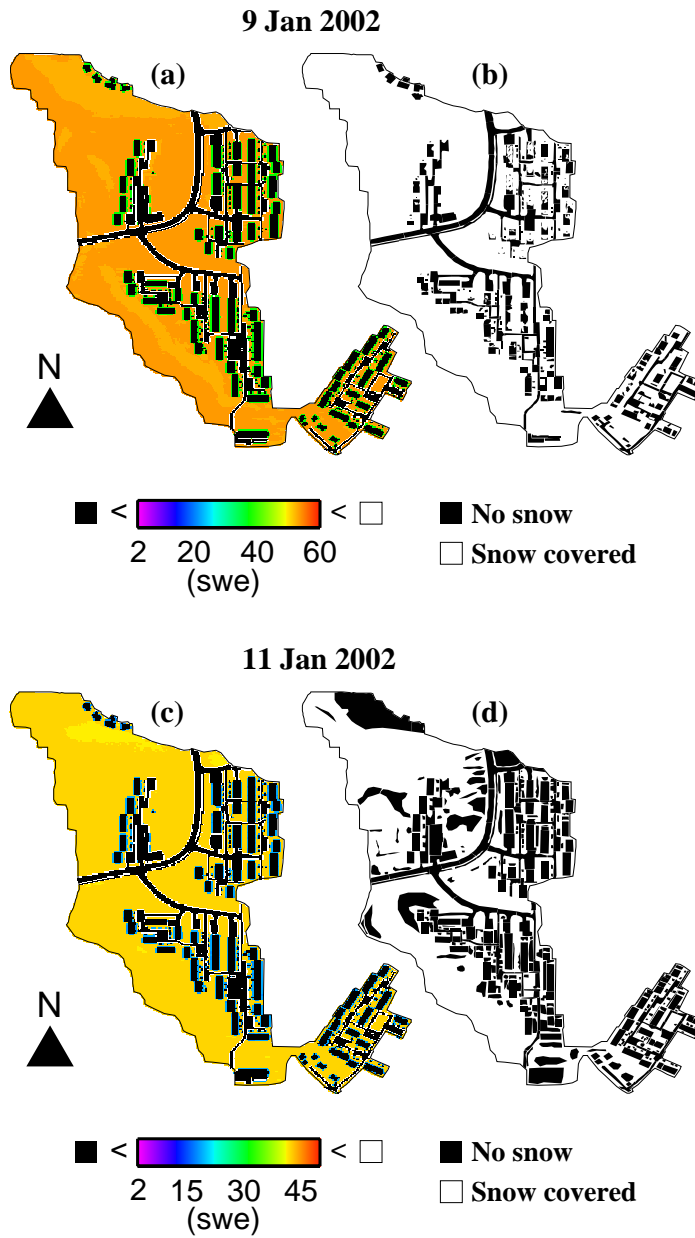 9 Jan 2002
(a) (b)
N
< <
2 20 40 60
(swe)
No snow
Snow covered
11 Jan 2002
(c) (d)
N
< <
2 15 30 45
(swe)
No snow
Snow covered